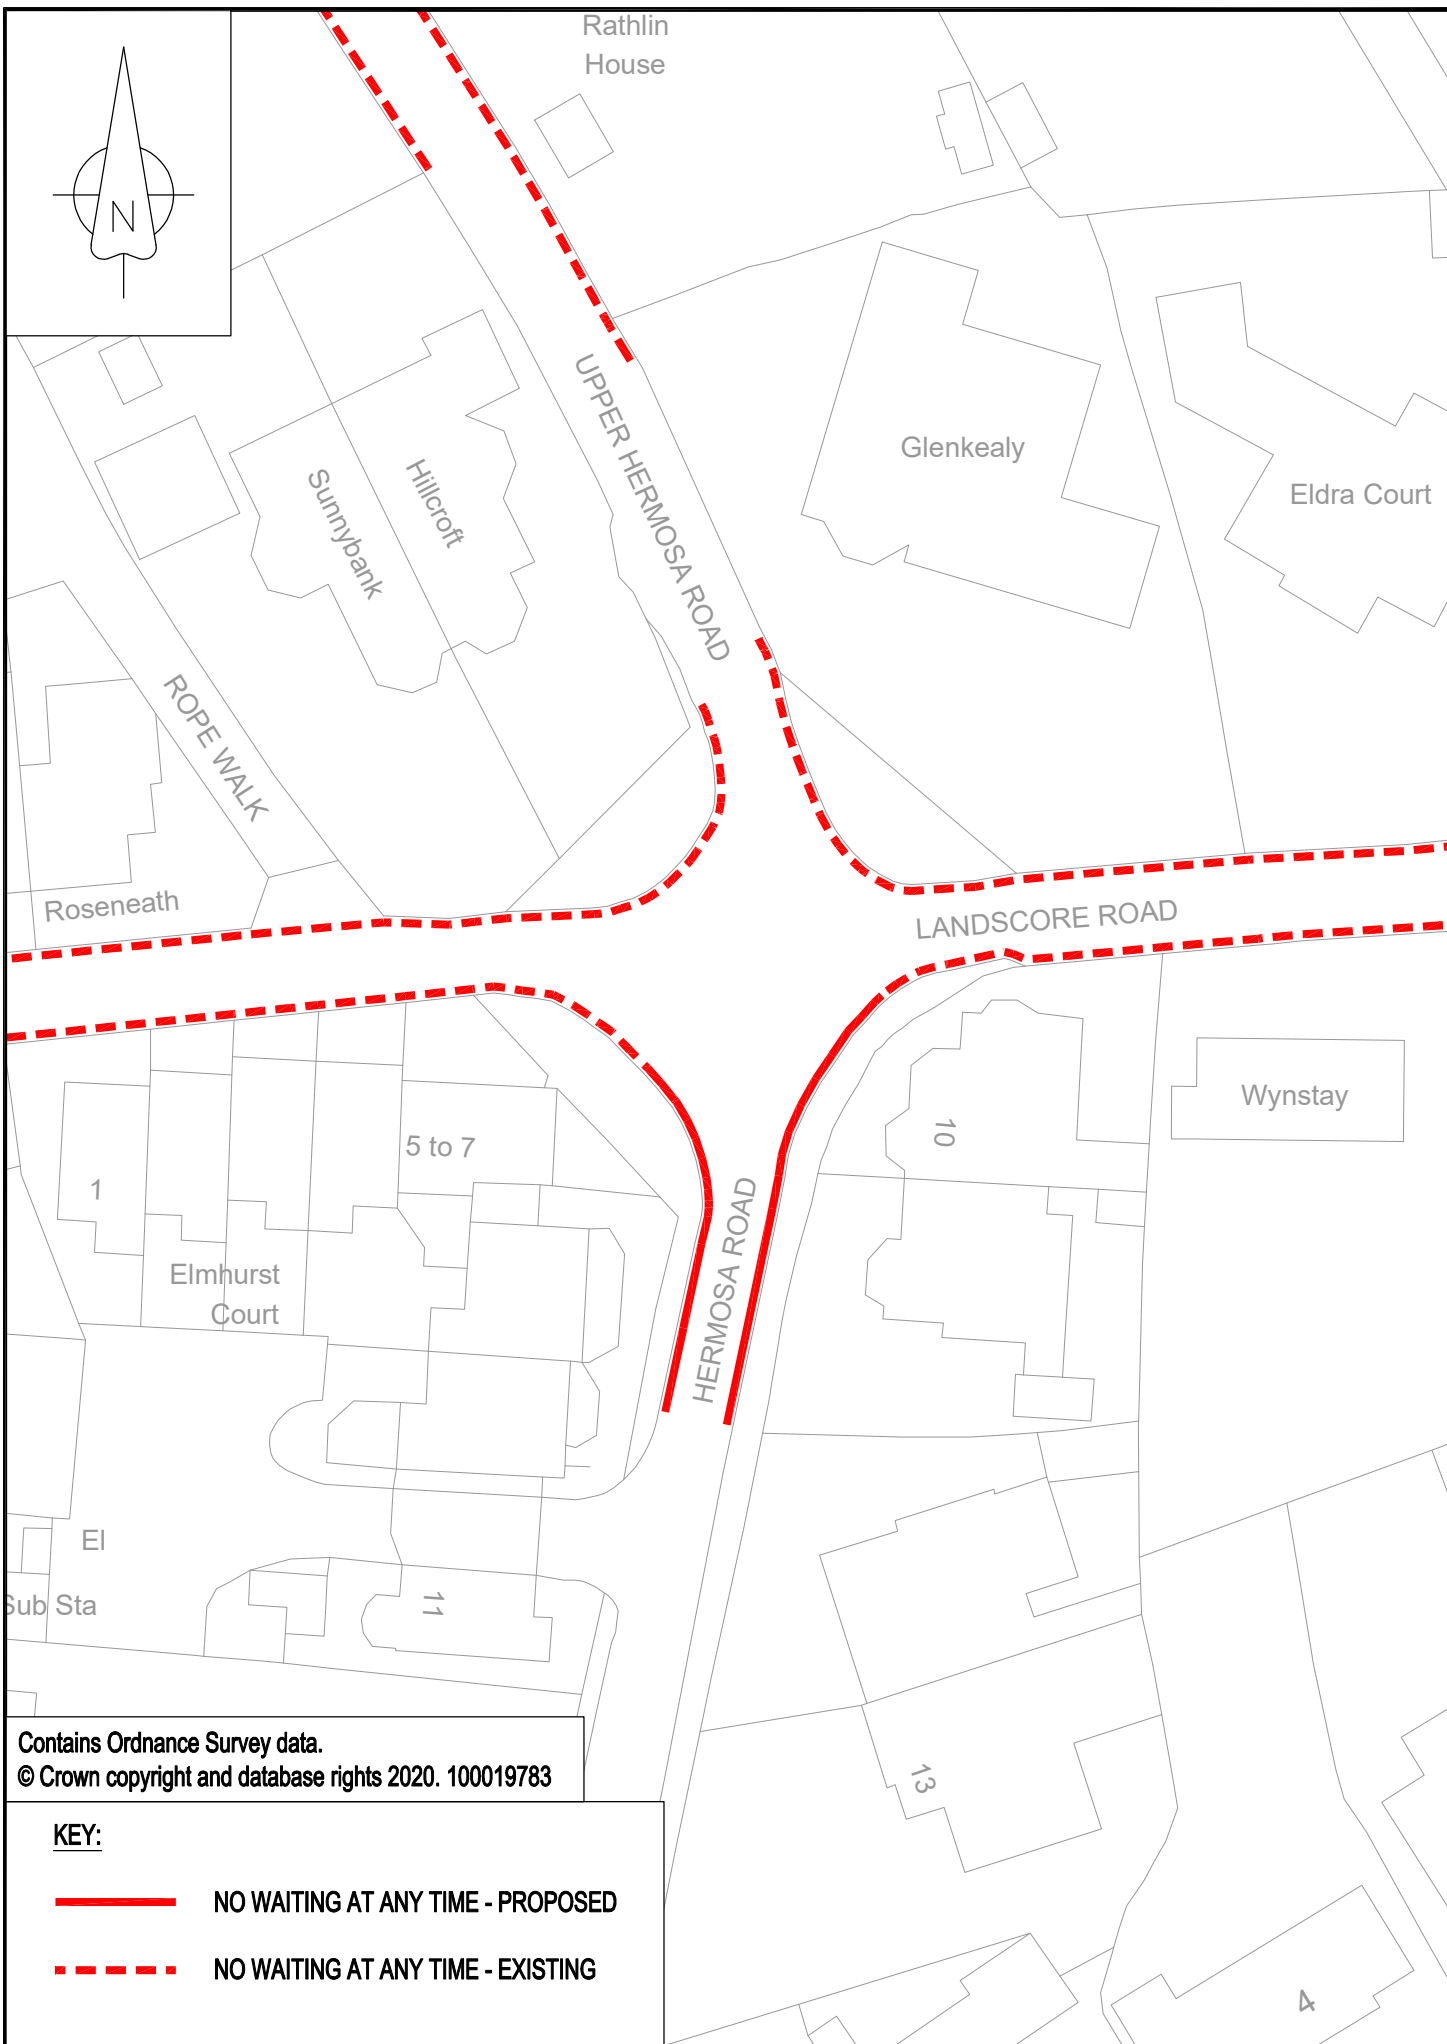 Rathlin
House
N
UPPER HERMOSA ROAD
Glenkealy
Eldra Court
Hillcroft
Sunnybank
ROPE WALK
Roseneath
LANDSCORE ROAD
Wynstay
10
5 to 7
1
HERMOSA ROAD
Elmhurst
Court
El
Sub Sta
11
13
4
Contains Ordnance Survey data.
© Crown copyright and database rights 2020. 100019783
KEY:
NO WAITING AT ANY TIME - PROPOSED
NO WAITING AT ANY TIME - EXISTING